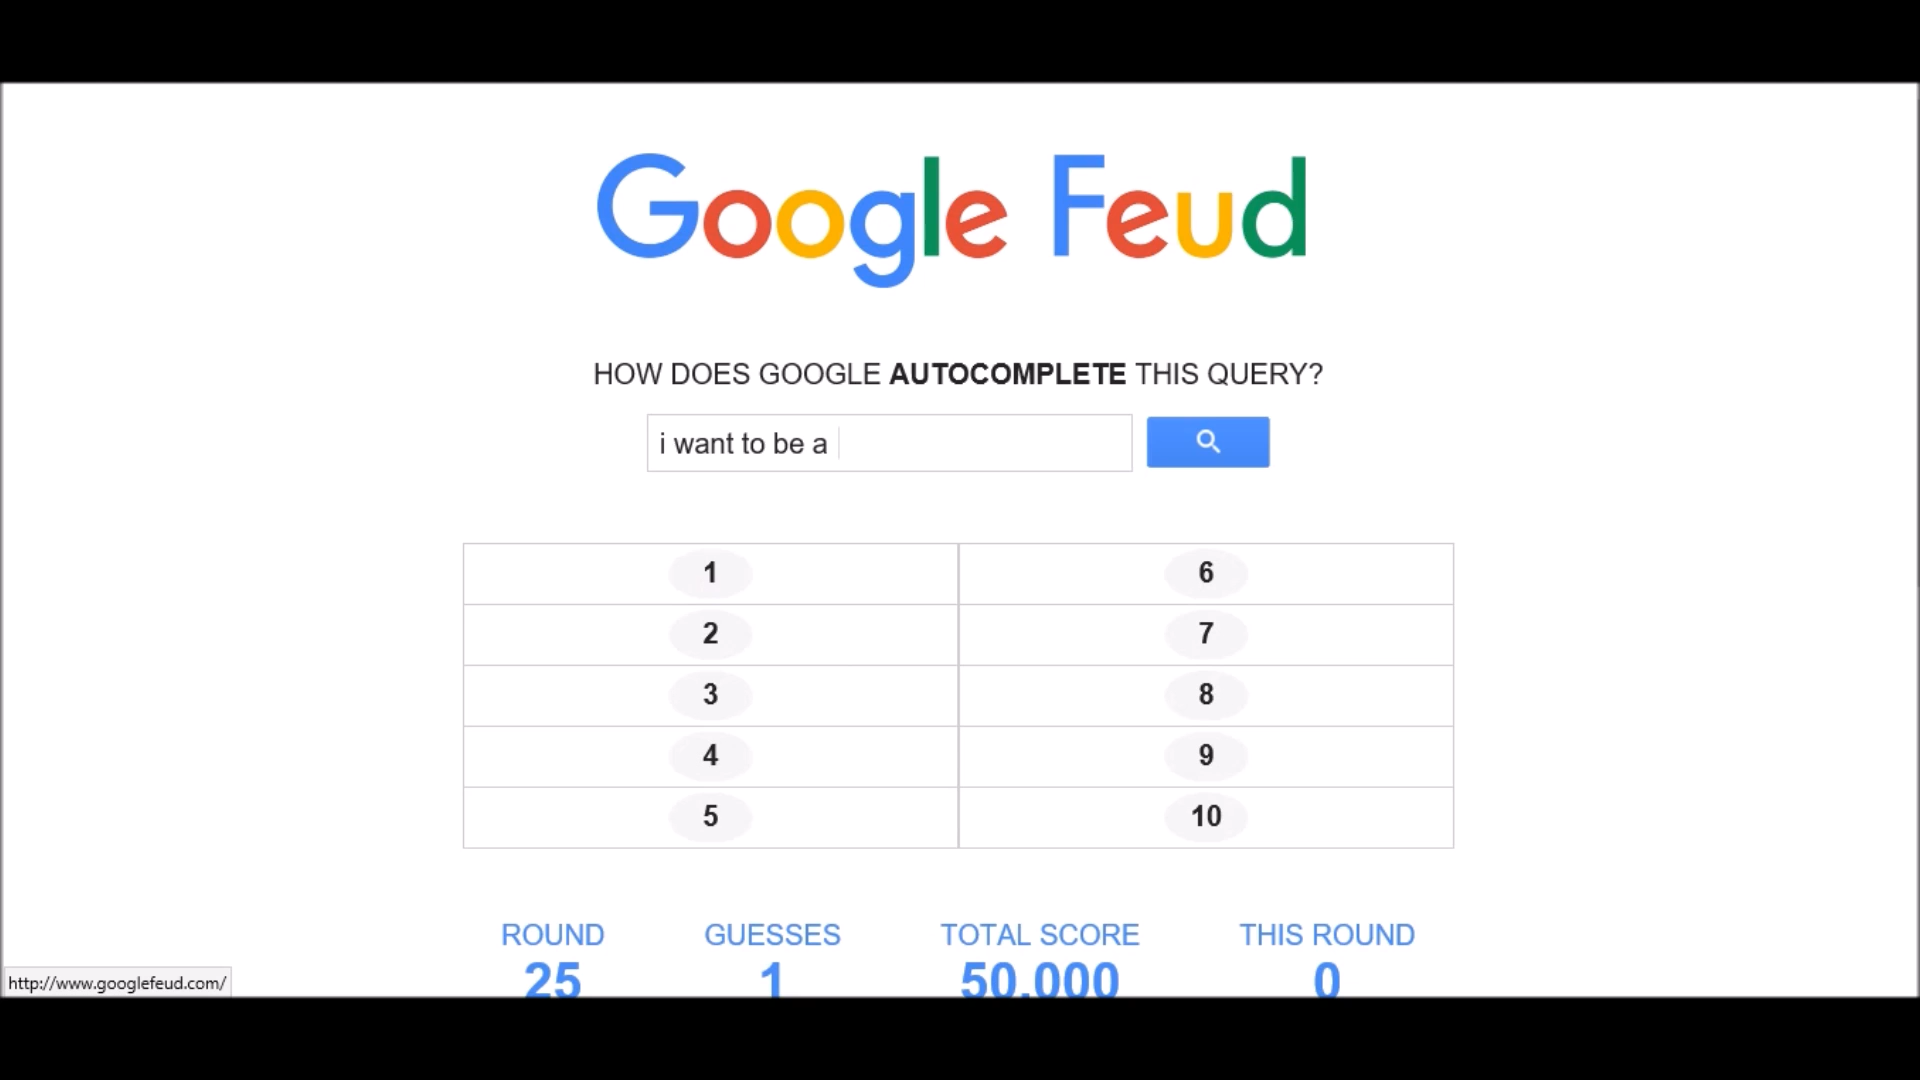 Google Feud
HOW DOES GOOGLE AUTOCOMPLETE THIS QUERY?
i want to be a
1 6
2 7
3 8
4 9
5 10
ROUND GUESSES TOTAL SCORE THIS ROUND
25 1 50,000 0
http://www.googlefeud.com/